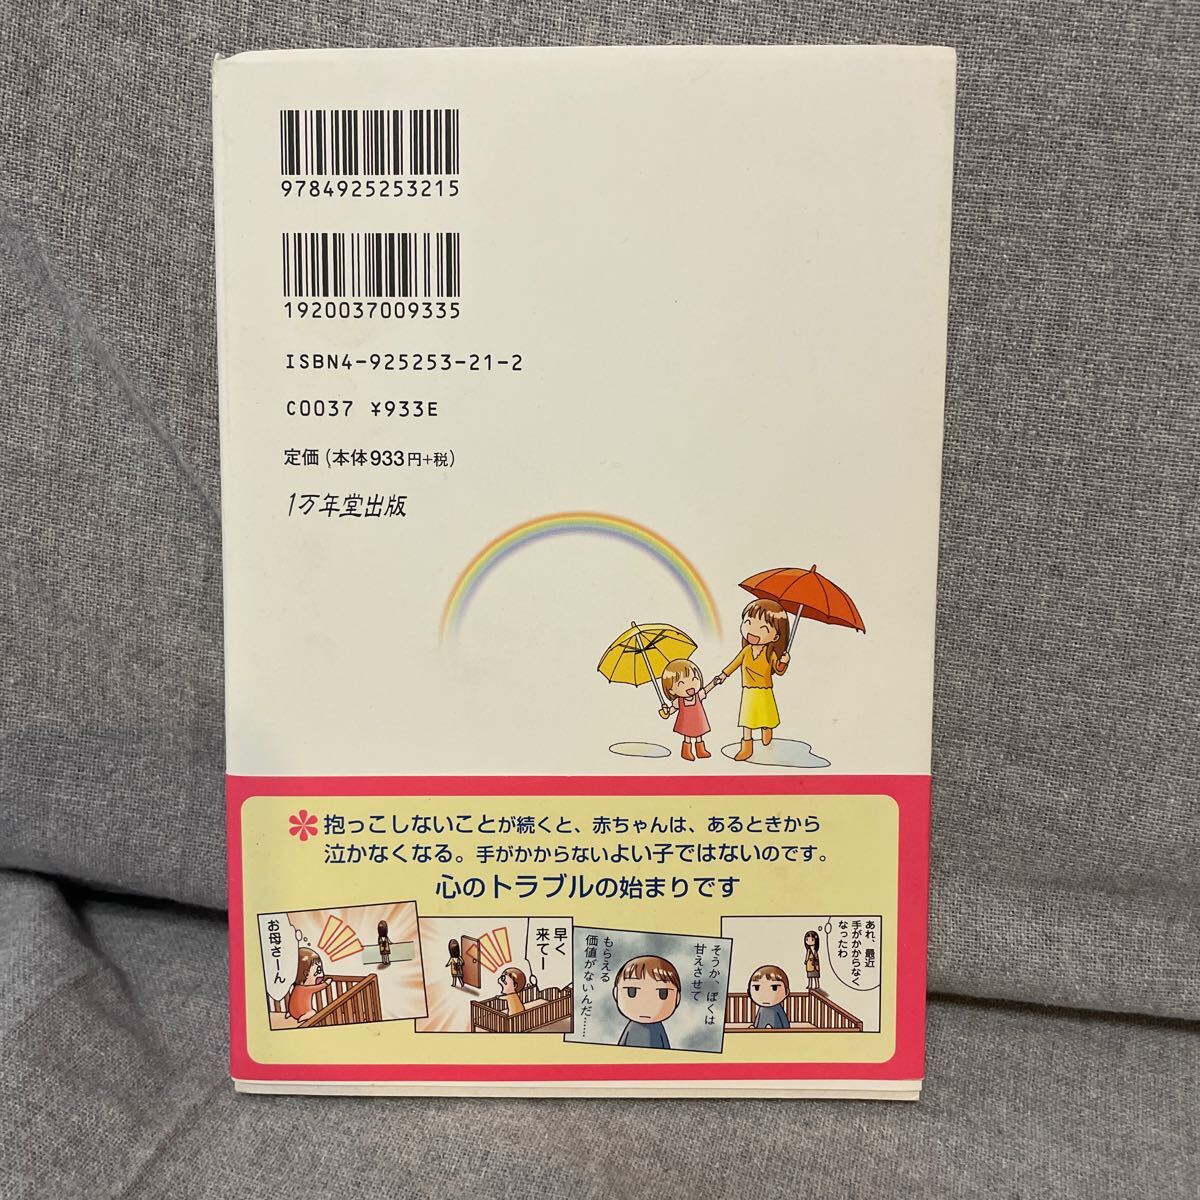 9784925253215
1920037009335
ISBN4-925253-21-2
C0037 ¥933E
定価(本体933円+税)
1万年堂出版
抱っこしないことが続くと、赤ちゃんは、あるときから
泣かなくなる。手がかからないよい子ではないのです。
心のトラブルの始まりです
お母さーん
早く
来てー
そうか、ぼくは
甘えさせて
もらえる
価値がないんだ……
あれ、最近
手がかからなく
なったわ